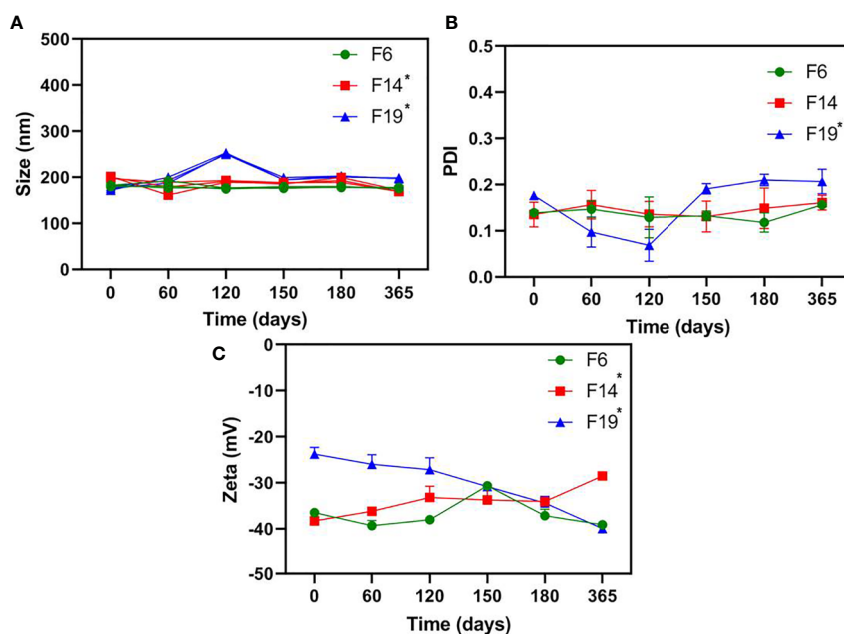 A
500
400
300
200
100
0
Size (nm)
F6
F14*
F19*
0 60 120 150 180 365
Time (days)
B
0.5
0.4
0.3
0.2
0.1
0.0
PDI
F6
F14
F19*
0 60 120 150 180 365
Time (days)
C
0
-10
-20
-30
-40
-50
Zeta (mV)
F6
F14*
F19*
0 60 120 150 180 365
Time (days)